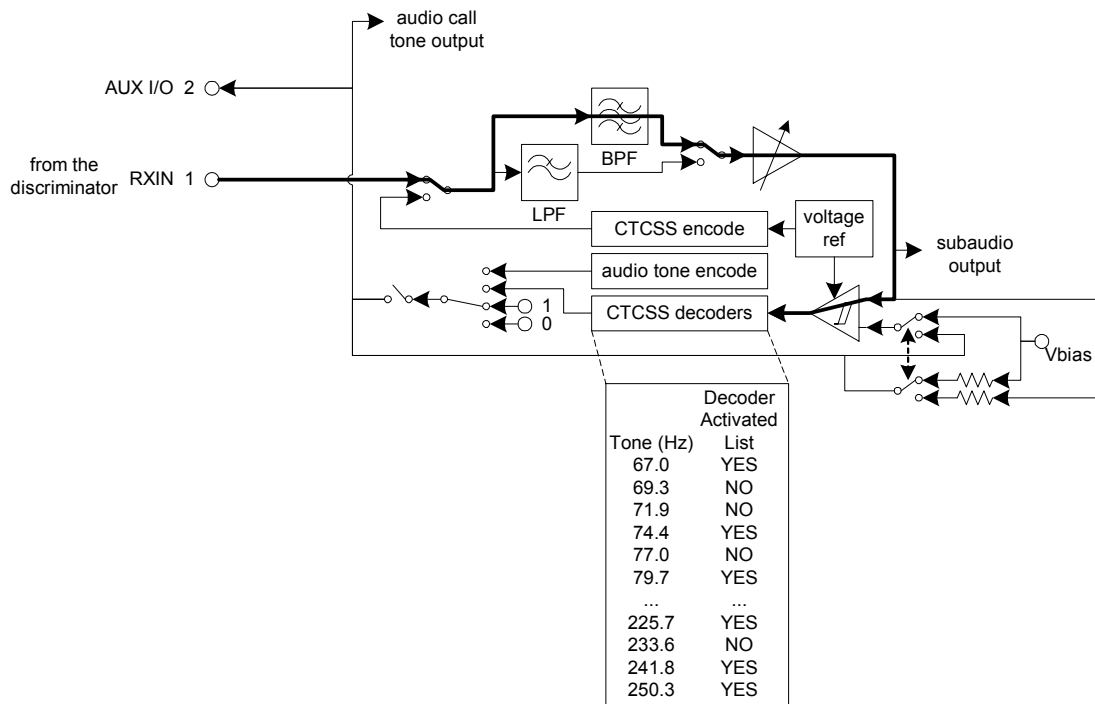 audio call
tone output
AUX I/O 2
from the
discriminator
RXIN 1
BPF
LPF
CTCSS encode
voltage
ref
subaudio
output
audio tone encode
CTCSS decoders
1
0
Vbias
Decoder
Activated
Tone (Hz) List
67.0 YES
69.3 NO
71.9 NO
74.4 YES
77.0 NO
79.7 YES
... ...
225.7 YES
233.6 NO
241.8 YES
250.3 YES